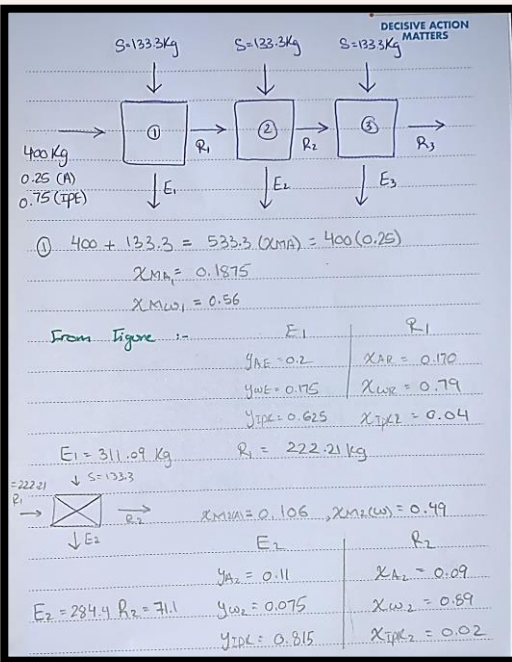 DECISIVE ACTION
MATTERS
S=133.3Kg S=133.3Kg S=133.3Kg
① ② ③
R₁ R₂ R₃
400 Kg
0.25 (A)
0.75 (IPE)
E₁ E₂ E₃
① 400 + 133.3 = 533.3 (XMA) = 400 (0.25)
XMA₁ = 0.1875
XMW₁ = 0.56
From Figure :-
E₁ R₁
yAE = 0.2 XAR = 0.170
ywE = 0.175 XWR = 0.79
yIPE = 0.625 XIPE = 0.04
E₁ = 311.09 Kg R₁ = 222.21 Kg
=222.21 ↓ S=133.3
R₁
R₂
↓ E₂
XM2(A) = 0.106 , XM2(W) = 0.49
E₂ R₂
yA₂ = 0.11 XA₂ = 0.09
E₂ = 284.4 R₂ = 71.1 yw₂ = 0.075 Xw₂ = 0.89
yIPE = 0.815 XIPE₂ = 0.02